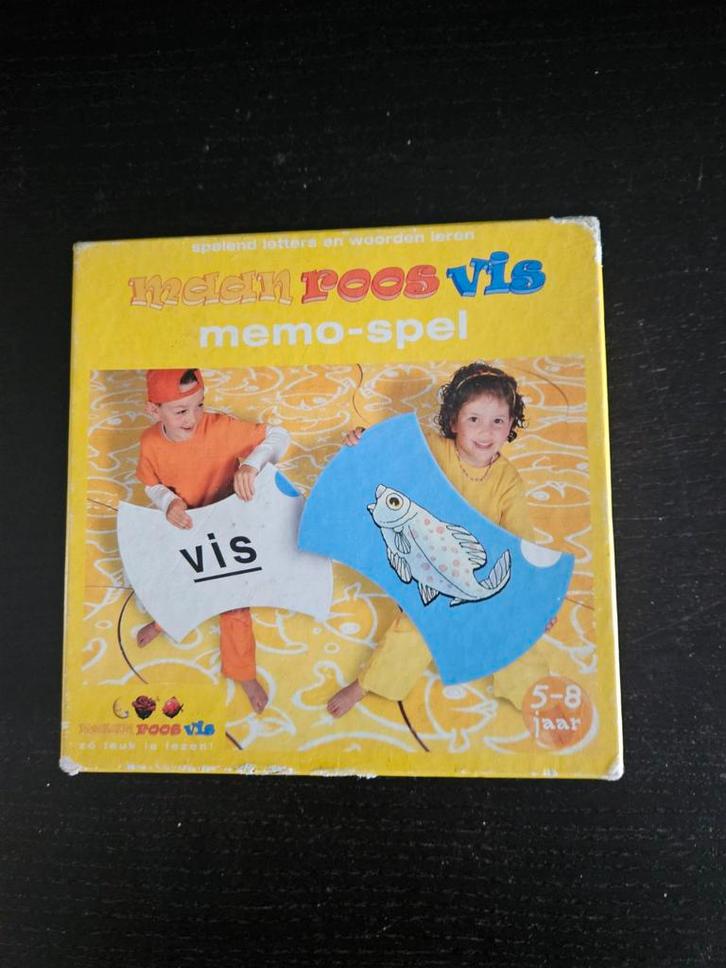 spelend letters en woorden leren
maan roos vis
memo-spel
vis
5-8
jaar
maan roos vis
zó leuk is lezen!